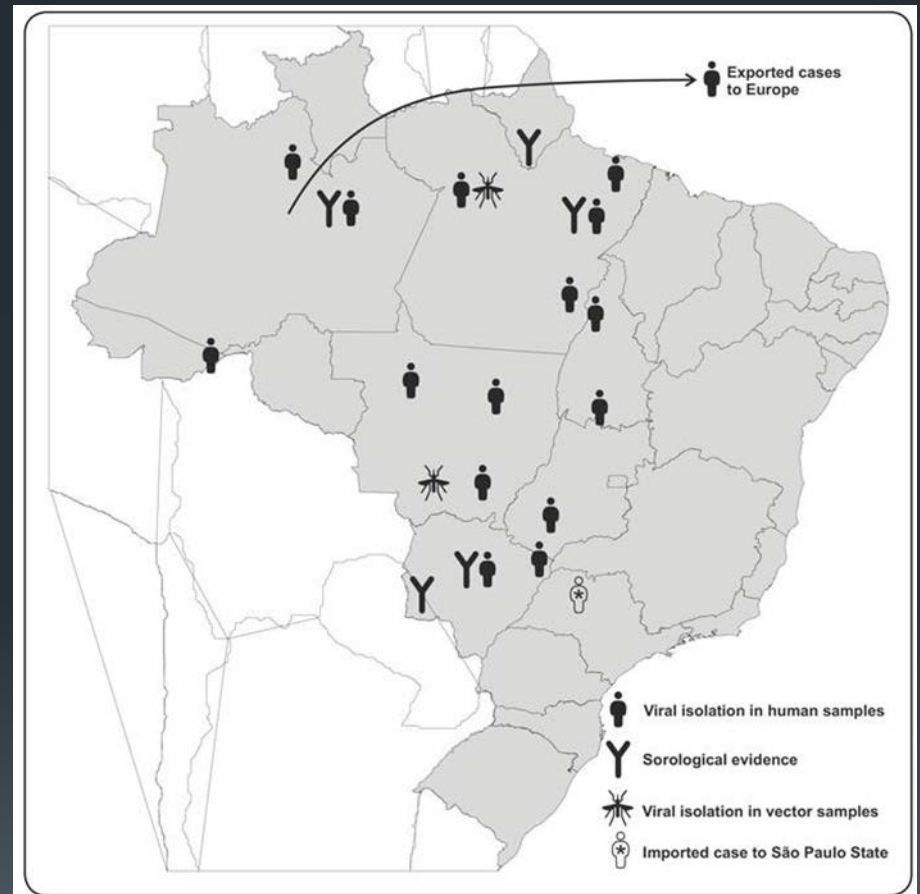 Exported cases
to Europe
Viral isolation in human samples
Sorological evidence
Viral isolation in vector samples
Imported case to São Paulo State